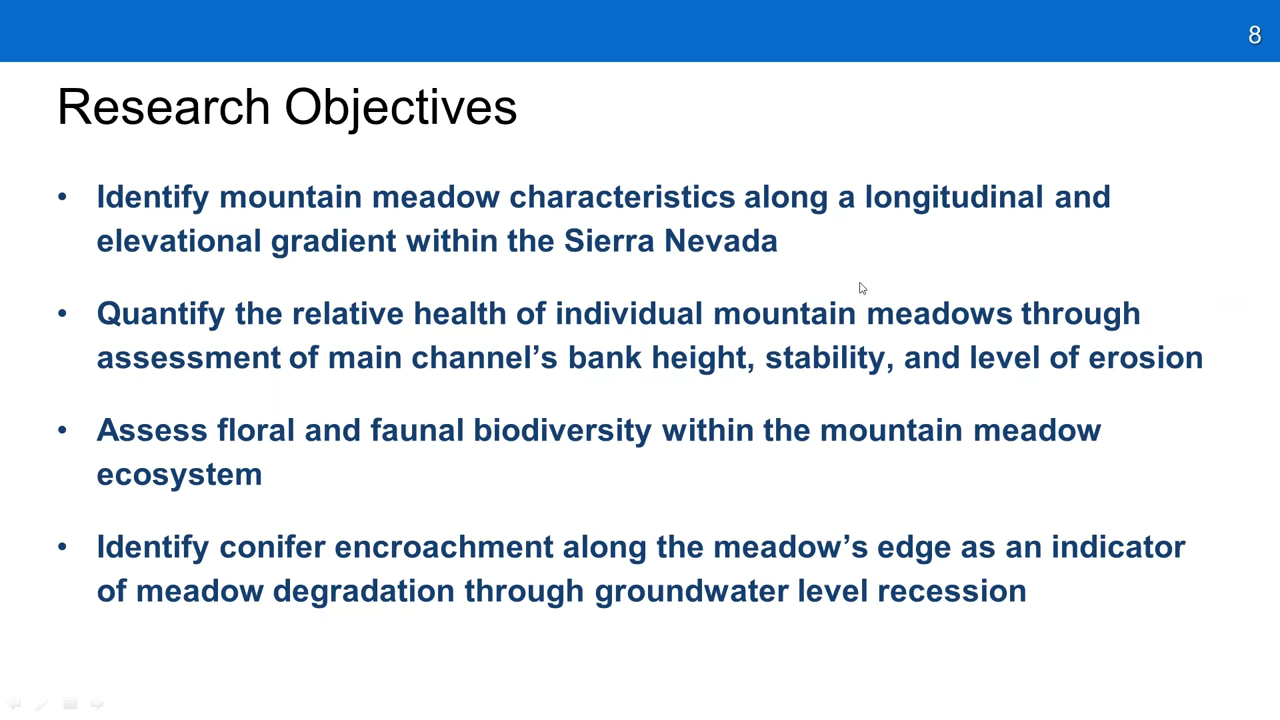 8
Research Objectives
• Identify mountain meadow characteristics along a longitudinal and
elevational gradient within the Sierra Nevada
• Quantify the relative health of individual mountain meadows through
assessment of main channel’s bank height, stability, and level of erosion
• Assess floral and faunal biodiversity within the mountain meadow
ecosystem
• Identify conifer encroachment along the meadow’s edge as an indicator
of meadow degradation through groundwater level recession